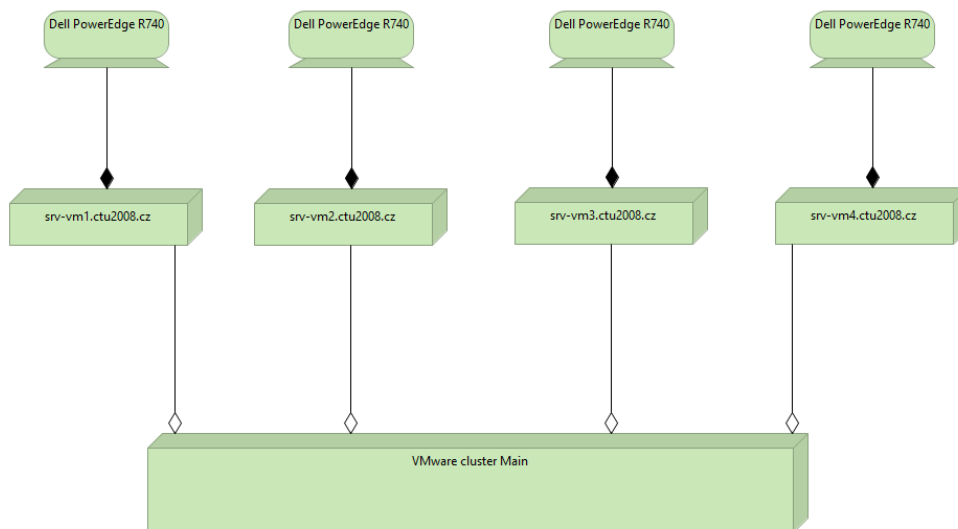 Dell PowerEdge R740
Dell PowerEdge R740
Dell PowerEdge R740
Dell PowerEdge R740
srv-vm1.ctu2008.cz
srv-vm2.ctu2008.cz
srv-vm3.ctu2008.cz
srv-vm4.ctu2008.cz
VMware cluster Main